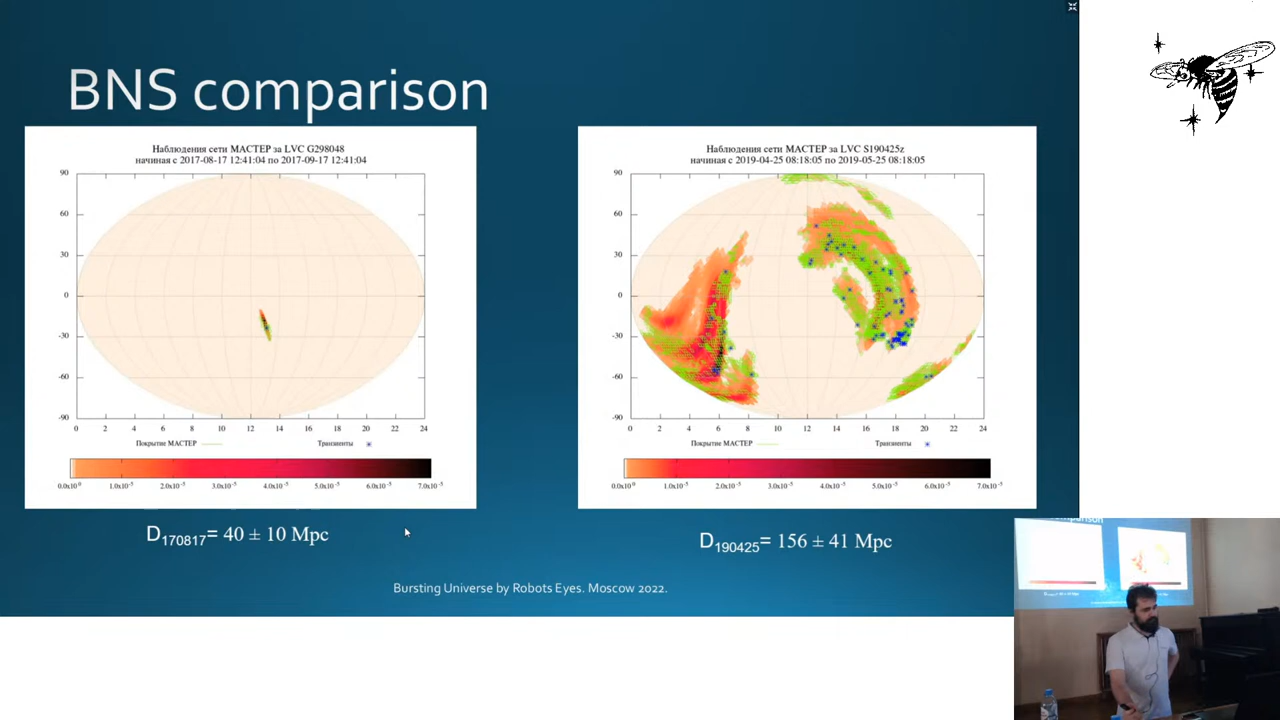 BNS comparison
Наблюдения сети МАСТЕР за LVC G298048
начиная с 2017-08-17 12:41:04 по 2017-09-17 12:41:04
90
60
30
0
-30
-60
-90
0 2 4 6 8 10 12 14 16 18 20 22 24
Покрытие МАСТЕР
Транзиенты
0.0x10⁰ 1.0x10⁻⁵ 2.0x10⁻⁵ 3.0x10⁻⁵ 4.0x10⁻⁵ 5.0x10⁻⁵ 6.0x10⁻⁵ 7.0x10⁻⁵
D170817= 40 ± 10 Mpc
Наблюдения сети МАСТЕР за LVC S190425z
начиная с 2019-04-25 08:18:05 по 2019-05-25 08:18:05
90
60
30
0
-30
-60
-90
0 2 4 6 8 10 12 14 16 18 20 22 24
Покрытие МАСТЕР
Транзиенты
0.0x10⁰ 1.0x10⁻⁵ 2.0x10⁻⁵ 3.0x10⁻⁵ 4.0x10⁻⁵ 5.0x10⁻⁵ 6.0x10⁻⁵ 7.0x10⁻⁵
D190425= 156 ± 41 Mpc
Bursting Universe by Robots Eyes. Moscow 2022.